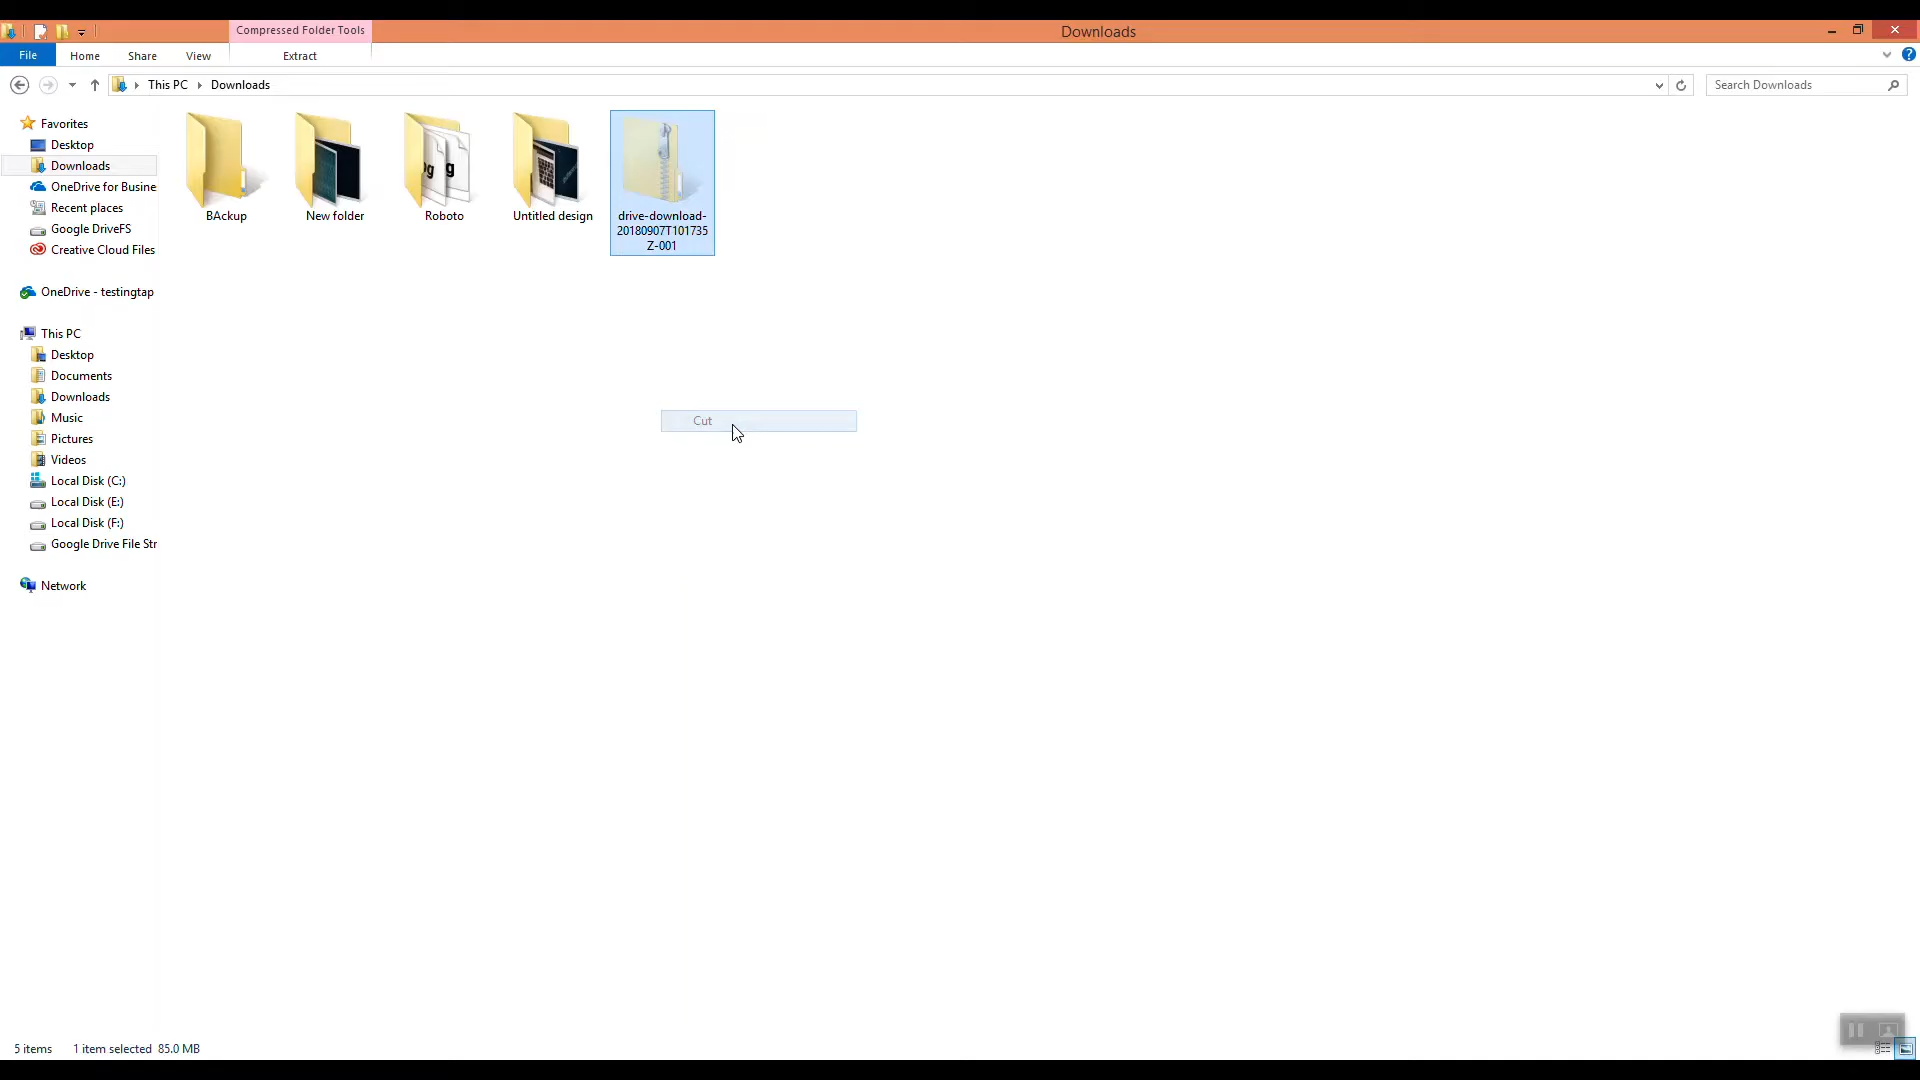 Compressed Folder Tools
Downloads
File
Home
Share
View
Extract
This PC
Downloads
Search Downloads
Favorites
Desktop
Downloads
OneDrive for Busine
Recent places
Google DriveFS
Creative Cloud Files
OneDrive - testingtap
This PC
Desktop
Documents
Downloads
Music
Pictures
Videos
Local Disk (C:)
Local Disk (E:)
Local Disk (F:)
Google Drive File Str
Network
BAckup
New folder
Roboto
Untitled design
drive-download-
20180907T101735
Z-001
Cut
5 items
1 item selected 85.0 MB